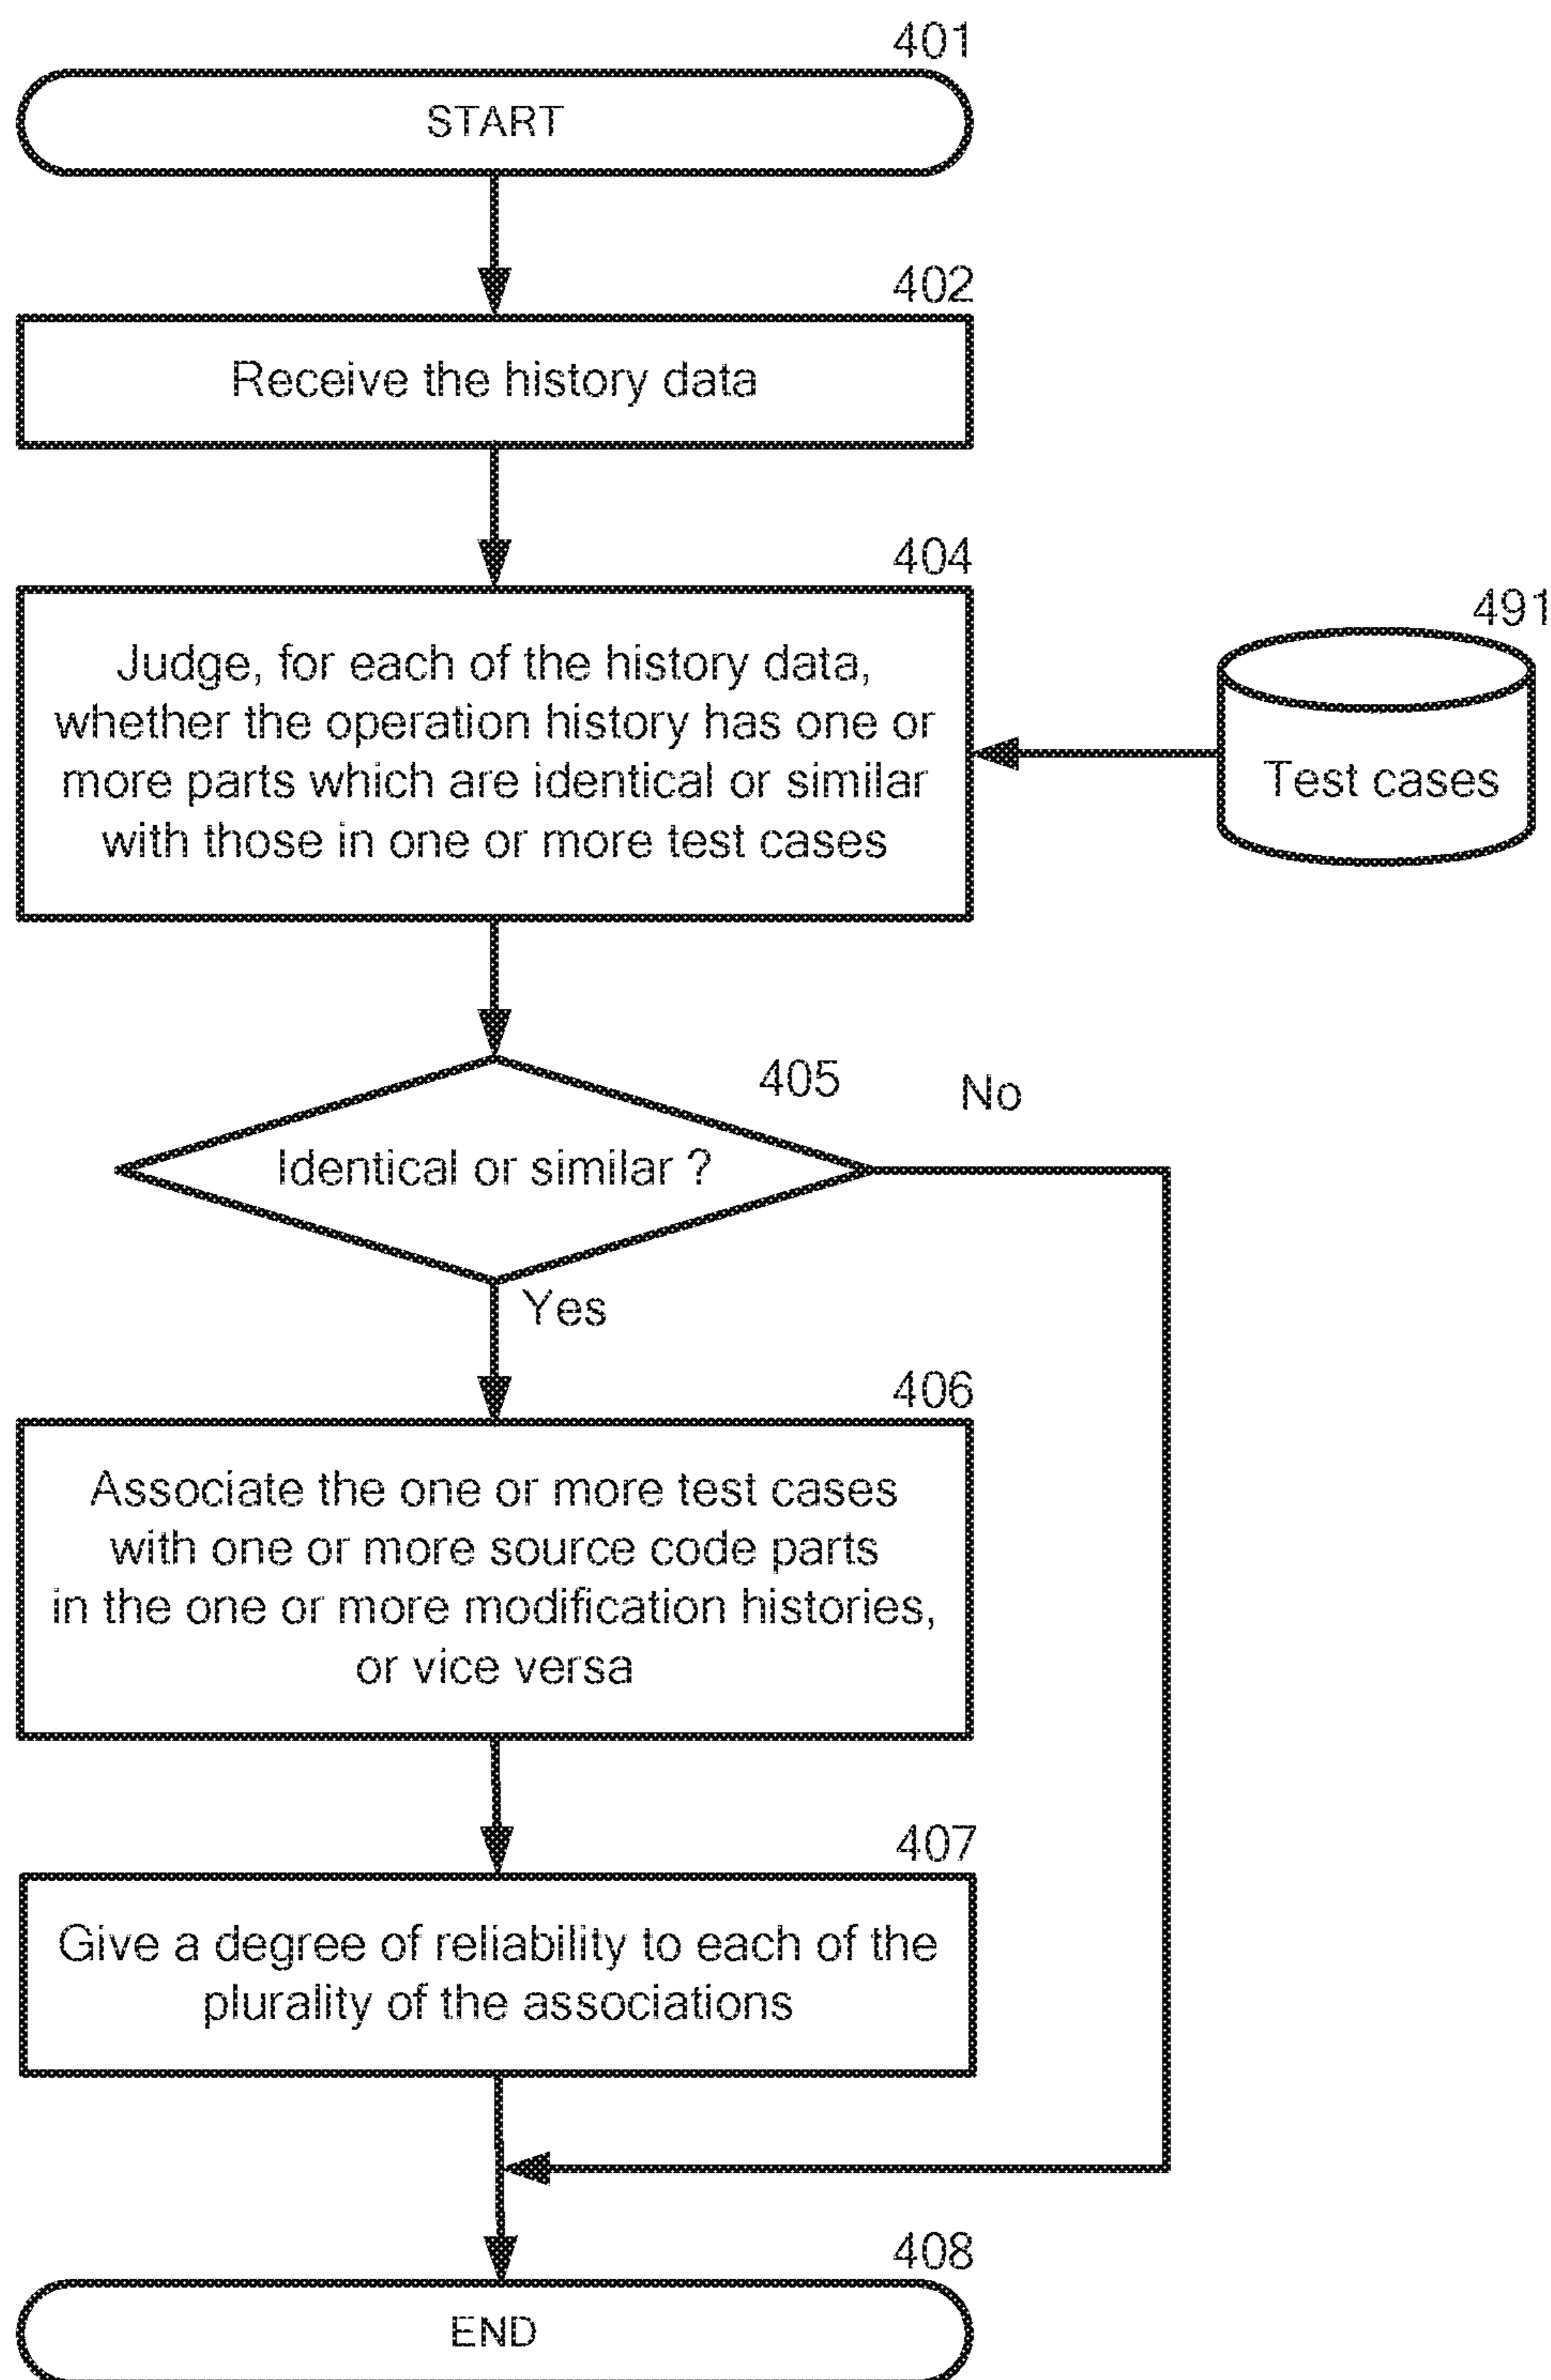 401
START
402
Receive the history data
404
Judge, for each of the history data,
whether the operation history has one or
more parts which are identical or similar
with those in one or more test cases
491
Test cases
405
No
Identical or similar ?
Yes
406
Associate the one or more test cases
with one or more source code parts
in the one or more modification histories,
or vice versa
407
Give a degree of reliability to each of the
plurality of the associations
408
END